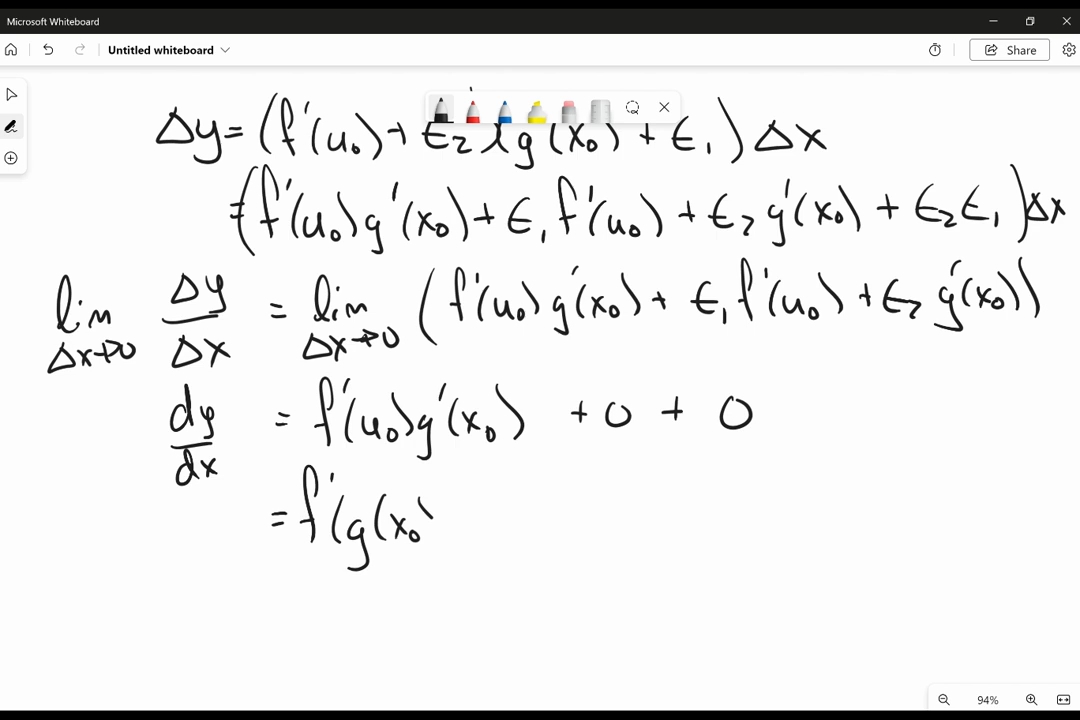 Microsoft Whiteboard
Untitled whiteboard
Share
Δy=(f'(u₀)+ε₂)(g'(x₀)+ε₁)Δx
=(f'(u₀)g'(x₀)+ε₁f'(u₀)+ε₂g'(x₀)+ε₂ε₁)Δx
lim Δx→0 Δy/Δx = lim Δx→0 (f'(u₀)g'(x₀)+ε₁f'(u₀)+ε₂g'(x₀))
dy/dx = f'(u₀)g'(x₀) +0+0
=f'(g(x₀)
94%